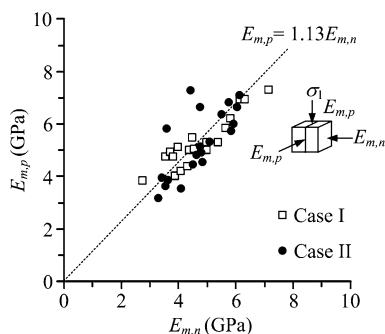 E_{m,p} = 1.13E_{m,n}
10
8
6
4
2
0
E_{m,p} (GPa)
σ_1
E_{m,p}
E_{m,p}
E_{m,n}
Case I
Case II
0 2 4 6 8 10
E_{m,n} (GPa)